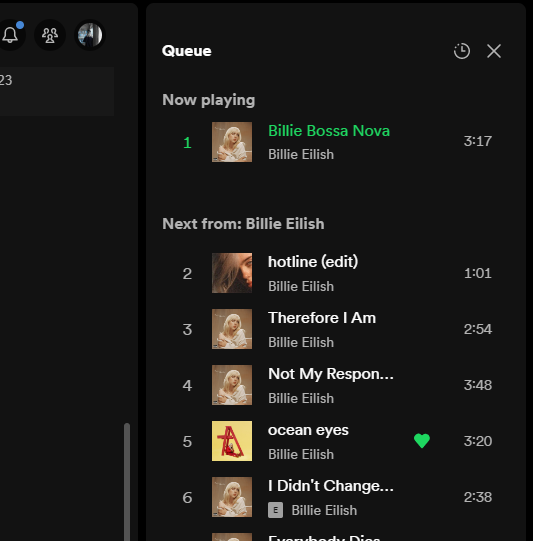 23
Queue
Now playing
1
Billie Bossa Nova
Billie Eilish
3:17
Next from: Billie Eilish
2
hotline (edit)
Billie Eilish
1:01
3
Therefore I Am
Billie Eilish
2:54
4
Not My Respon...
Billie Eilish
3:48
5
ocean eyes
Billie Eilish
3:20
6
I Didn't Change...
E Billie Eilish
2:38
Everybody Dies